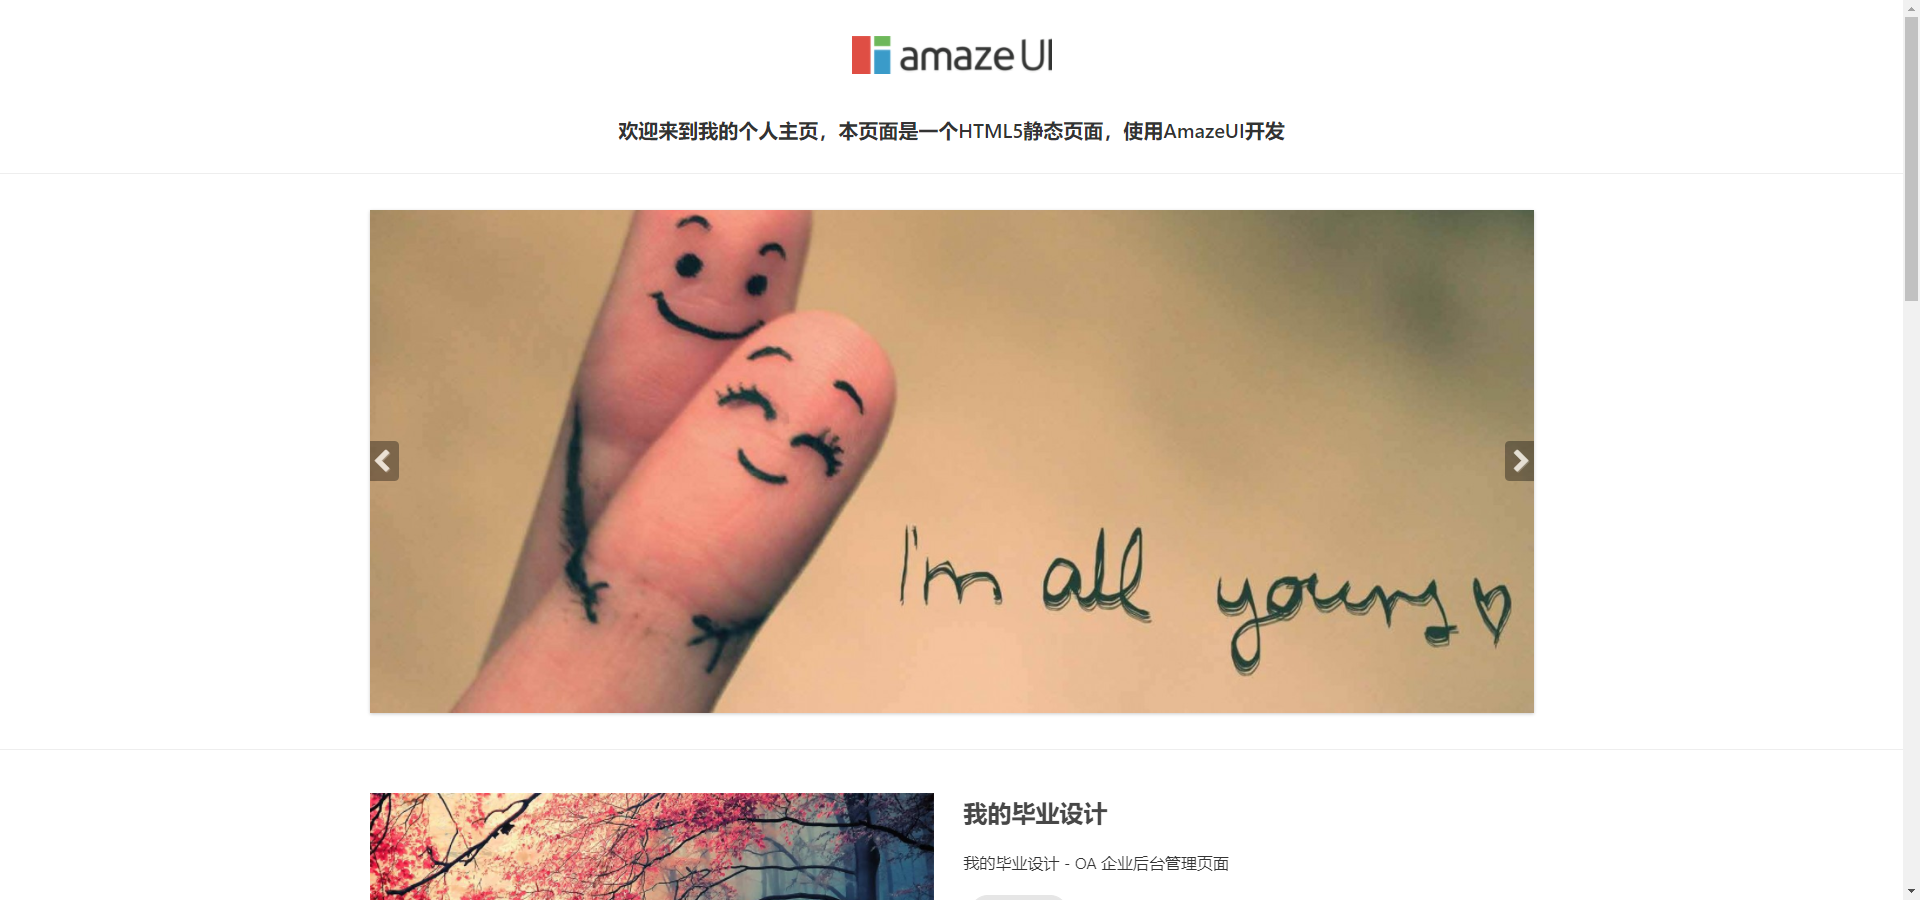 amaze UI
欢迎来到我的个人主页，本页面是一个HTML5静态页面，使用AmazeUI开发
I'm all yours
我的毕业设计
我的毕业设计 - OA 企业后台管理页面